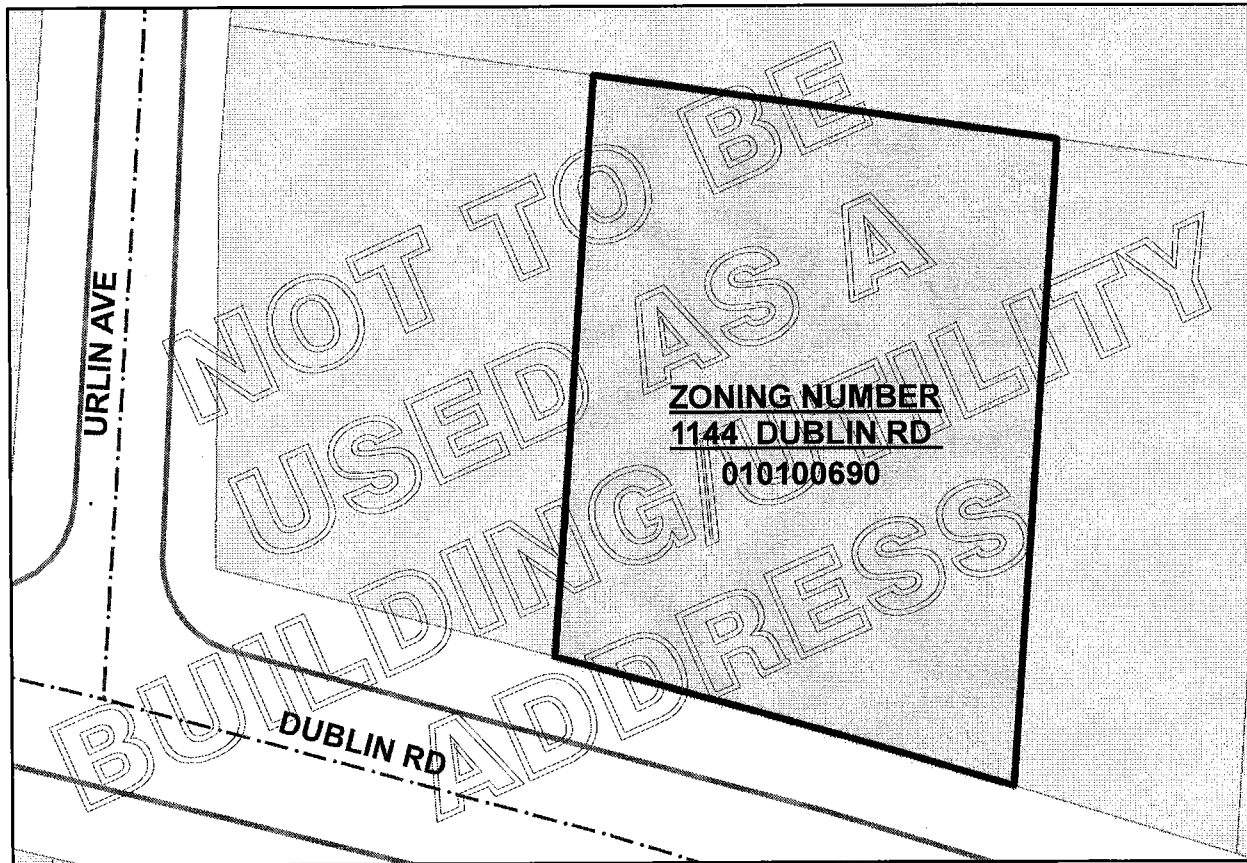 NOT TO BE
USED AS A
BUILDING/UTILITY
ADDRESS
URLIN AVE
ZONING NUMBER
1144 DUBLIN RD
010100690
DUBLIN RD